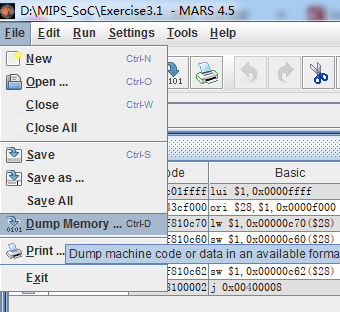 D:\MIPS_SoC\Exercise3.1 - MARS 4.5
File Edit Run Settings Tools Help
New Ctrl-N
Open ... Ctrl-O
Close Ctrl-W
Close All
Save Ctrl-S
Save as ...
Save All
Dump Memory ... Ctrl-D
Print ...
Dump machine code or data in an available forma
Exit
ode Basic
c01ffff lui $1,0x0000ffff
43cf000 ori $28,$1,0x0000f000
f810c70 lw $1,0x00000c70($28)
f810c60 sw $1,0x00000c60($28)
f810c62 sw $1,0x00000c62($28)
8100002 j 0x00400008